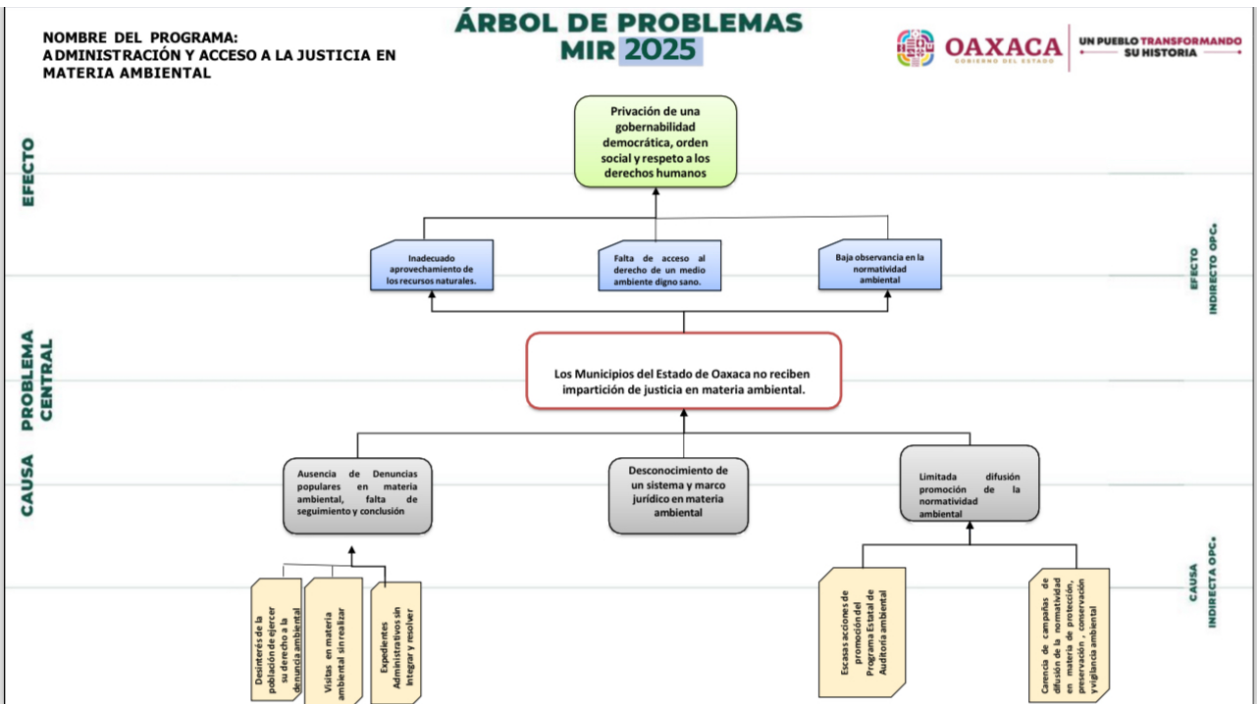 NOMBRE DEL PROGRAMA:
ADMINISTRACIÓN Y ACCESO A LA JUSTICIA EN
MATERIA AMBIENTAL
ÁRBOL DE PROBLEMAS
MIR 2025
OAXACA
GOBIERNO DEL ESTADO
UN PUEBLO TRANSFORMANDO
SU HISTORIA
EFECTO
Privación de una
gobernabilidad
democrática, orden
social y respeto a los
derechos humanos
EFECTO
INDIRECTO OPC.
Inadecuado
aprovechamiento de
los recursos naturales.
Falta de acceso al
derecho de un medio
ambiente digno sano.
Baja observancia en la
normatividad
ambiental
PROBLEMA
CENTRAL
Los Municipios del Estado de Oaxaca no reciben
impartición de justicia en materia ambiental.
CAUSA
Ausencia de Denuncias
populares en materia
ambiental, falta de
seguimiento y conclusión
Desconocimiento de
un sistema y marco
jurídico en materia
ambiental
Limitada difusión
promoción de la
normatividad
ambiental
CAUSA
INDIRECTA OPC.
Desinterés de la
población de ejercer
su derecho a la
denuncia ambiental
Visitas en materia
ambiental sin realizar
Expedientes
Administrativos sin
Integrar y resolver
Escasas acciones de
promoción del
Programa Estatal de
Auditoría ambiental
Carencia de campañas de
difusión de la normatividad
en materia de protección,
preservación , conservación
y vigilancia ambiental